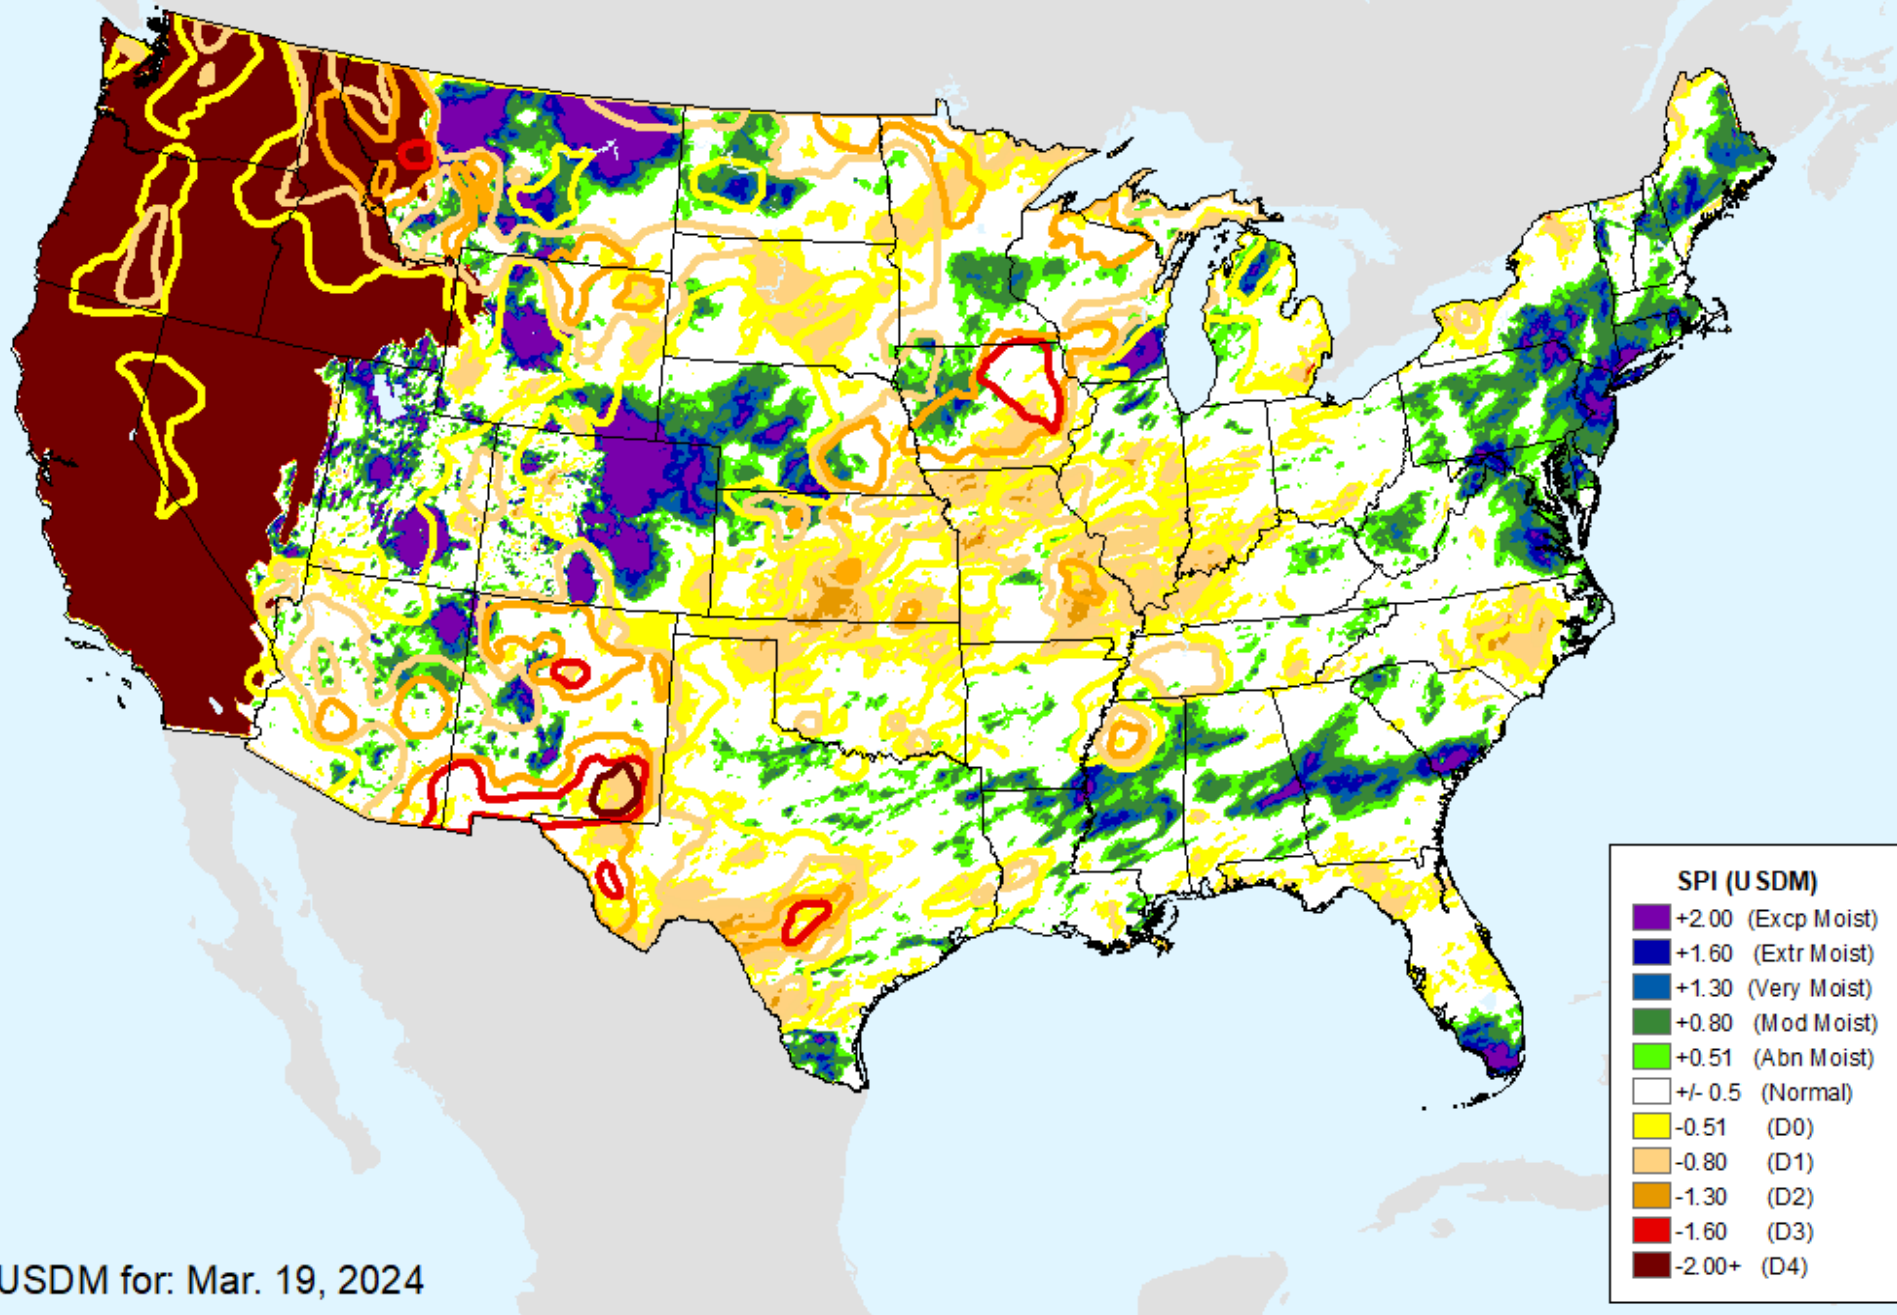 SPI (USDM)
+2.00 (Excp Moist)
+1.60 (Extr Moist)
+1.30 (Very Moist)
+0.80 (Mod Moist)
+0.51 (Abn Moist)
+/- 0.5 (Normal)
-0.51 (D0)
-0.80 (D1)
-1.30 (D2)
-1.60 (D3)
-2.00+ (D4)
USDM for: Mar. 19, 2024